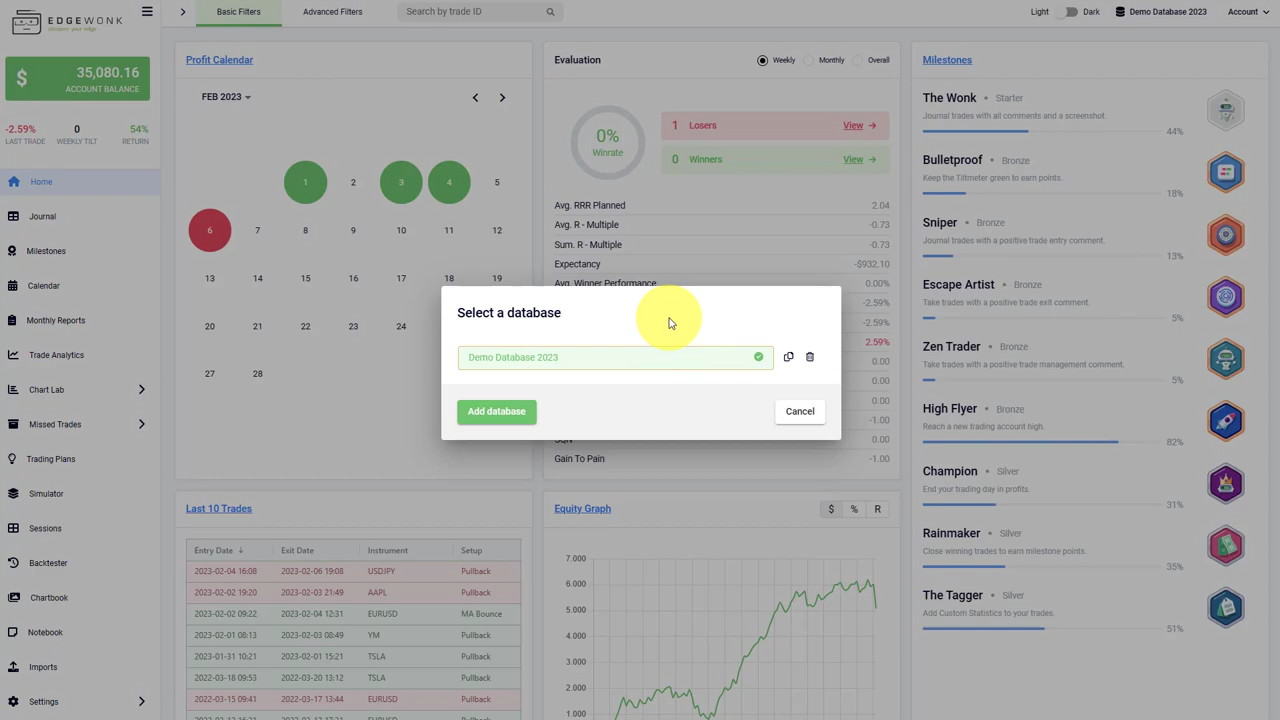 EDGEWONK
discover your edge
Basic Filters
Advanced Filters
Search by trade ID
Light
Dark
Demo Database 2023
Account
$
35,080.16
ACCOUNT BALANCE
-2.59%
LAST TRADE
0
WEEKLY TILT
54%
RETURN
Home
Journal
Milestones
Calendar
Monthly Reports
Trade Analytics
Chart Lab
Missed Trades
Trading Plans
Simulator
Sessions
Backtester
Chartbook
Notebook
Imports
Settings
Profit Calendar
FEB 2023
1 2 3 4 5
6 7 8 9 10 11 12
13 14 15 16 17 18 19
20 21 22 23 24
27 28
Evaluation
Weekly
Monthly
Overall
0%
Winrate
1 Losers View
0 Winners View
Avg. RRR Planned 2.04
Avg. R - Multiple -0.73
Sum. R - Multiple -0.73
Expectancy -$932.10
Avg. Winner Performance 0.00%
-2.59%
-2.59%
2.59%
0.00
0.00
0.00
-1.00
0.00
Gain To Pain -1.00
Select a database
Demo Database 2023
Add database
Cancel
Milestones
The Wonk • Starter
Journal trades with all comments and a screenshot.
44%
Bulletproof • Bronze
Keep the Tiltmeter green to earn points.
18%
Sniper • Bronze
Journal trades with a positive trade entry comment.
13%
Escape Artist • Bronze
Take trades with a positive trade exit comment.
5%
Zen Trader • Bronze
Take trades with a positive trade management comment.
5%
High Flyer • Bronze
Reach a new trading account high.
82%
Champion • Silver
End your trading day in profits.
31%
Rainmaker • Silver
Close winning trades to earn milestone points.
35%
The Tagger • Silver
Add Custom Statistics to your trades.
51%
Last 10 Trades
Entry Date ↓ Exit Date Instrument Setup
2023-02-04 16:08 2023-02-06 19:08 USDJPY Pullback
2023-02-02 19:20 2023-02-03 21:49 AAPL Pullback
2023-02-02 09:22 2023-02-04 12:31 EURUSD MA Bounce
2023-02-01 08:13 2023-02-03 08:49 YM Pullback
2023-01-31 10:21 2023-02-01 15:21 TSLA Pullback
2022-03-18 09:53 2022-03-20 13:12 TSLA Pullback
2022-03-15 09:41 2022-03-17 13:44 EURUSD Pullback
Equity Graph
$ % R
7.000
6.000
5.000
4.000
3.000
2.000
1.000